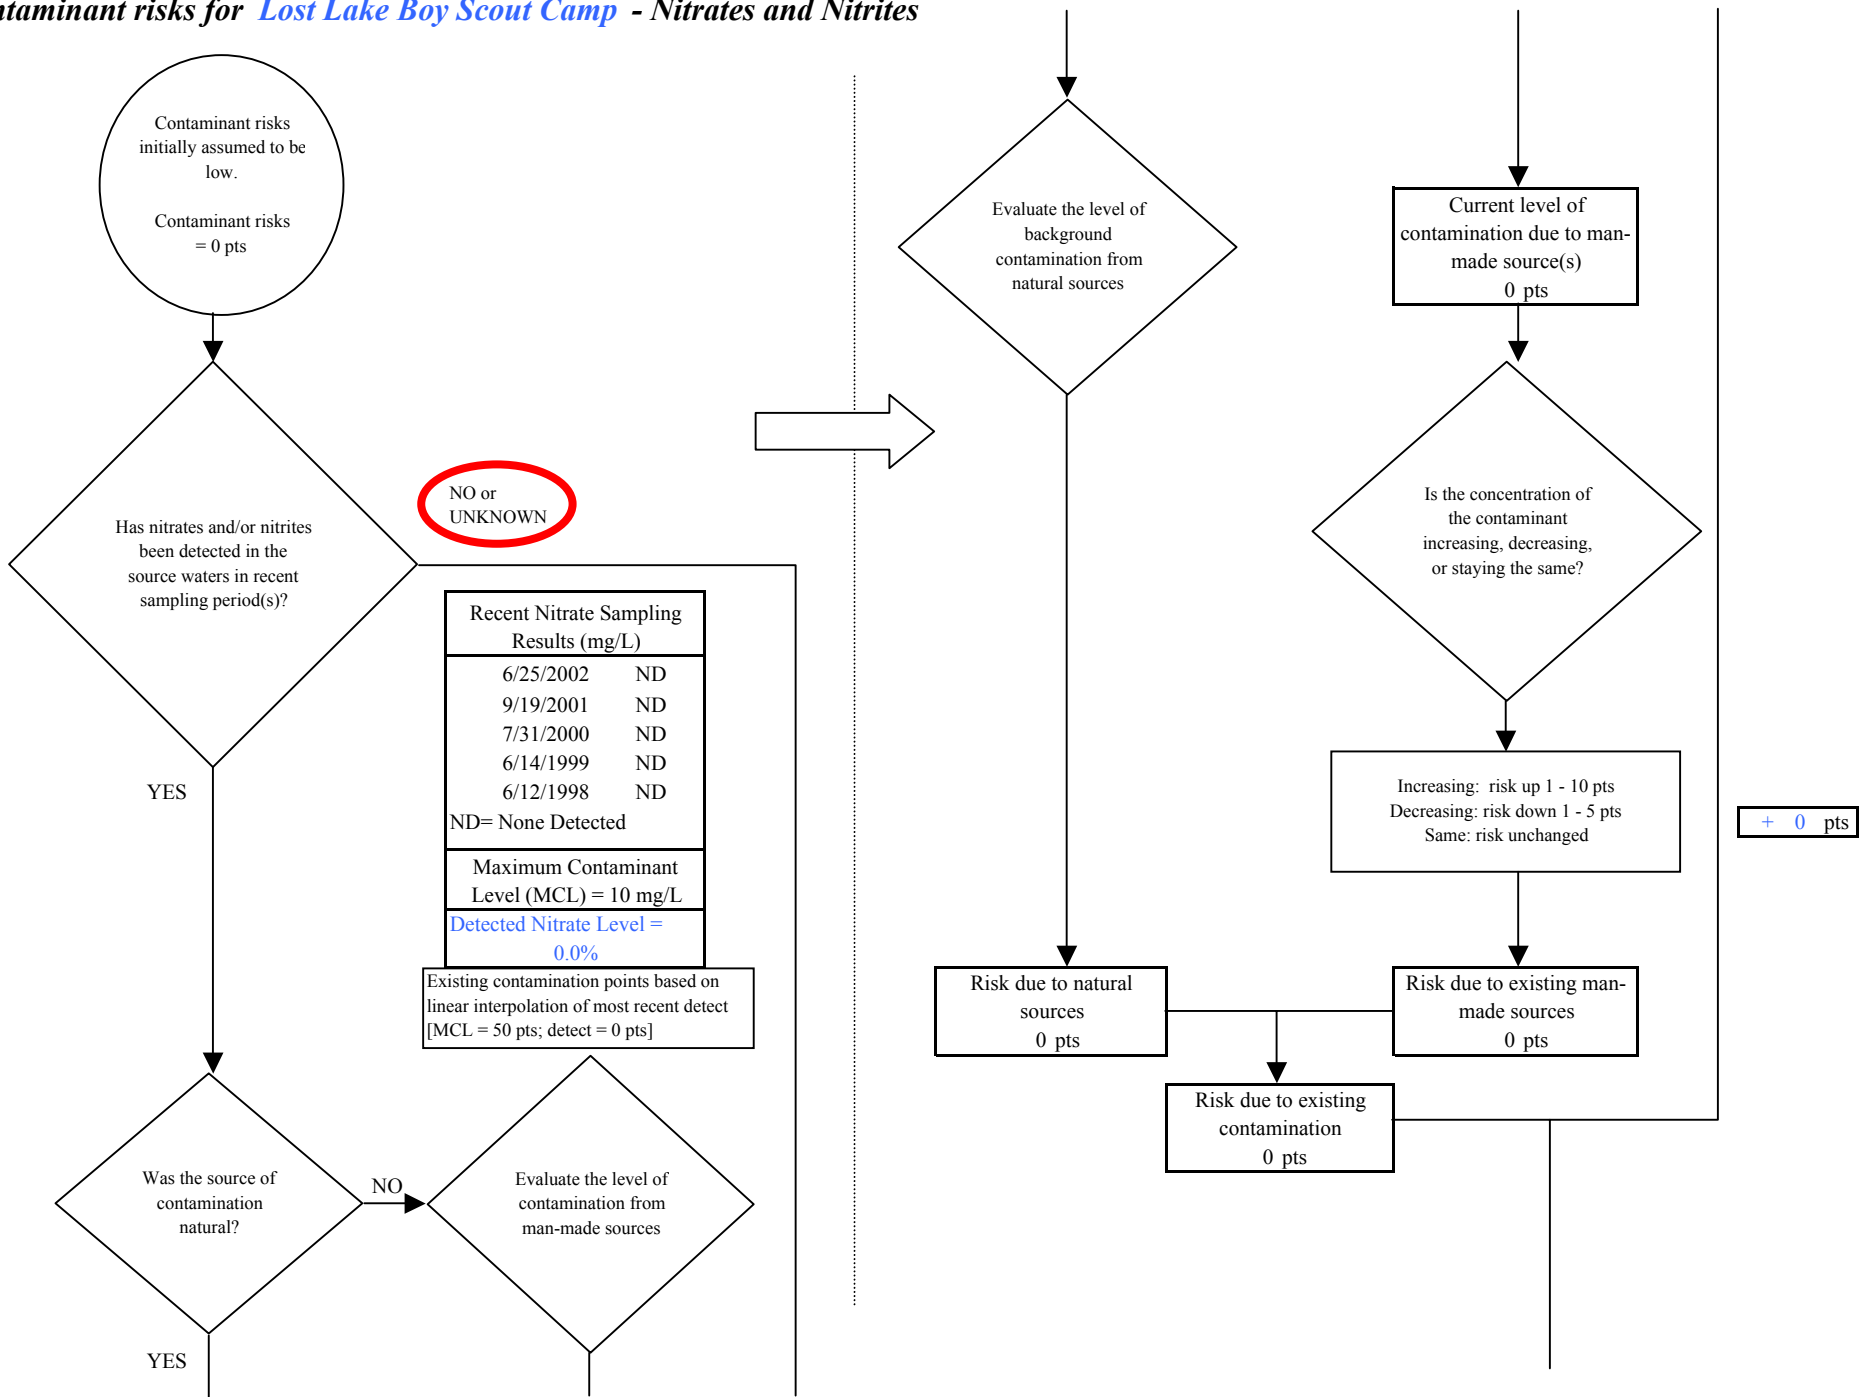 ntaminant risks for Lost Lake Boy Scout Camp - Nitrates and Nitrites
Contaminant risks
initially assumed to be
low.
Contaminant risks
= 0 pts
Has nitrates and/or nitrites
been detected in the
source waters in recent
sampling period(s)?
NO or
UNKNOWN
YES
Recent Nitrate Sampling
Results (mg/L)
6/25/2002 ND
9/19/2001 ND
7/31/2000 ND
6/14/1999 ND
6/12/1998 ND
ND= None Detected
Maximum Contaminant
Level (MCL) = 10 mg/L
Detected Nitrate Level =
0.0%
Existing contamination points based on
linear interpolation of most recent detect
[MCL = 50 pts; detect = 0 pts]
Was the source of
contamination
natural?
NO
YES
Evaluate the level of
contamination from
man-made sources
Evaluate the level of
background
contamination from
natural sources
Current level of
contamination due to man-
made source(s)
0 pts
Is the concentration of
the contaminant
increasing, decreasing,
or staying the same?
Increasing: risk up 1 - 10 pts
Decreasing: risk down 1 - 5 pts
Same: risk unchanged
+ 0 pts
Risk due to natural
sources
0 pts
Risk due to existing man-
made sources
0 pts
Risk due to existing
contamination
0 pts